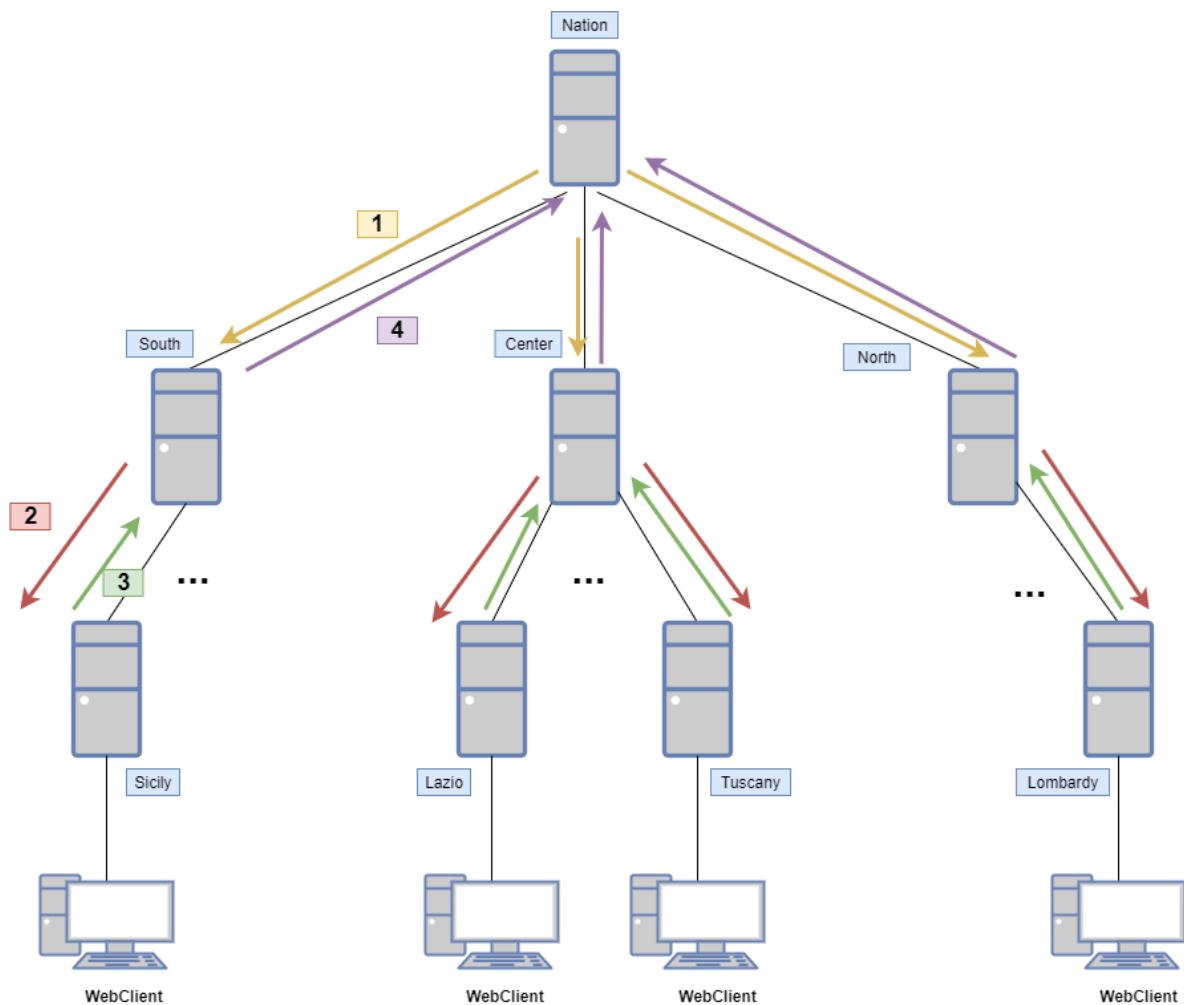 Nation
1
4
South
Center
North
2
3
...
...
...
Sicily
Lazio
Tuscany
Lombardy
WebClient
WebClient
WebClient
WebClient